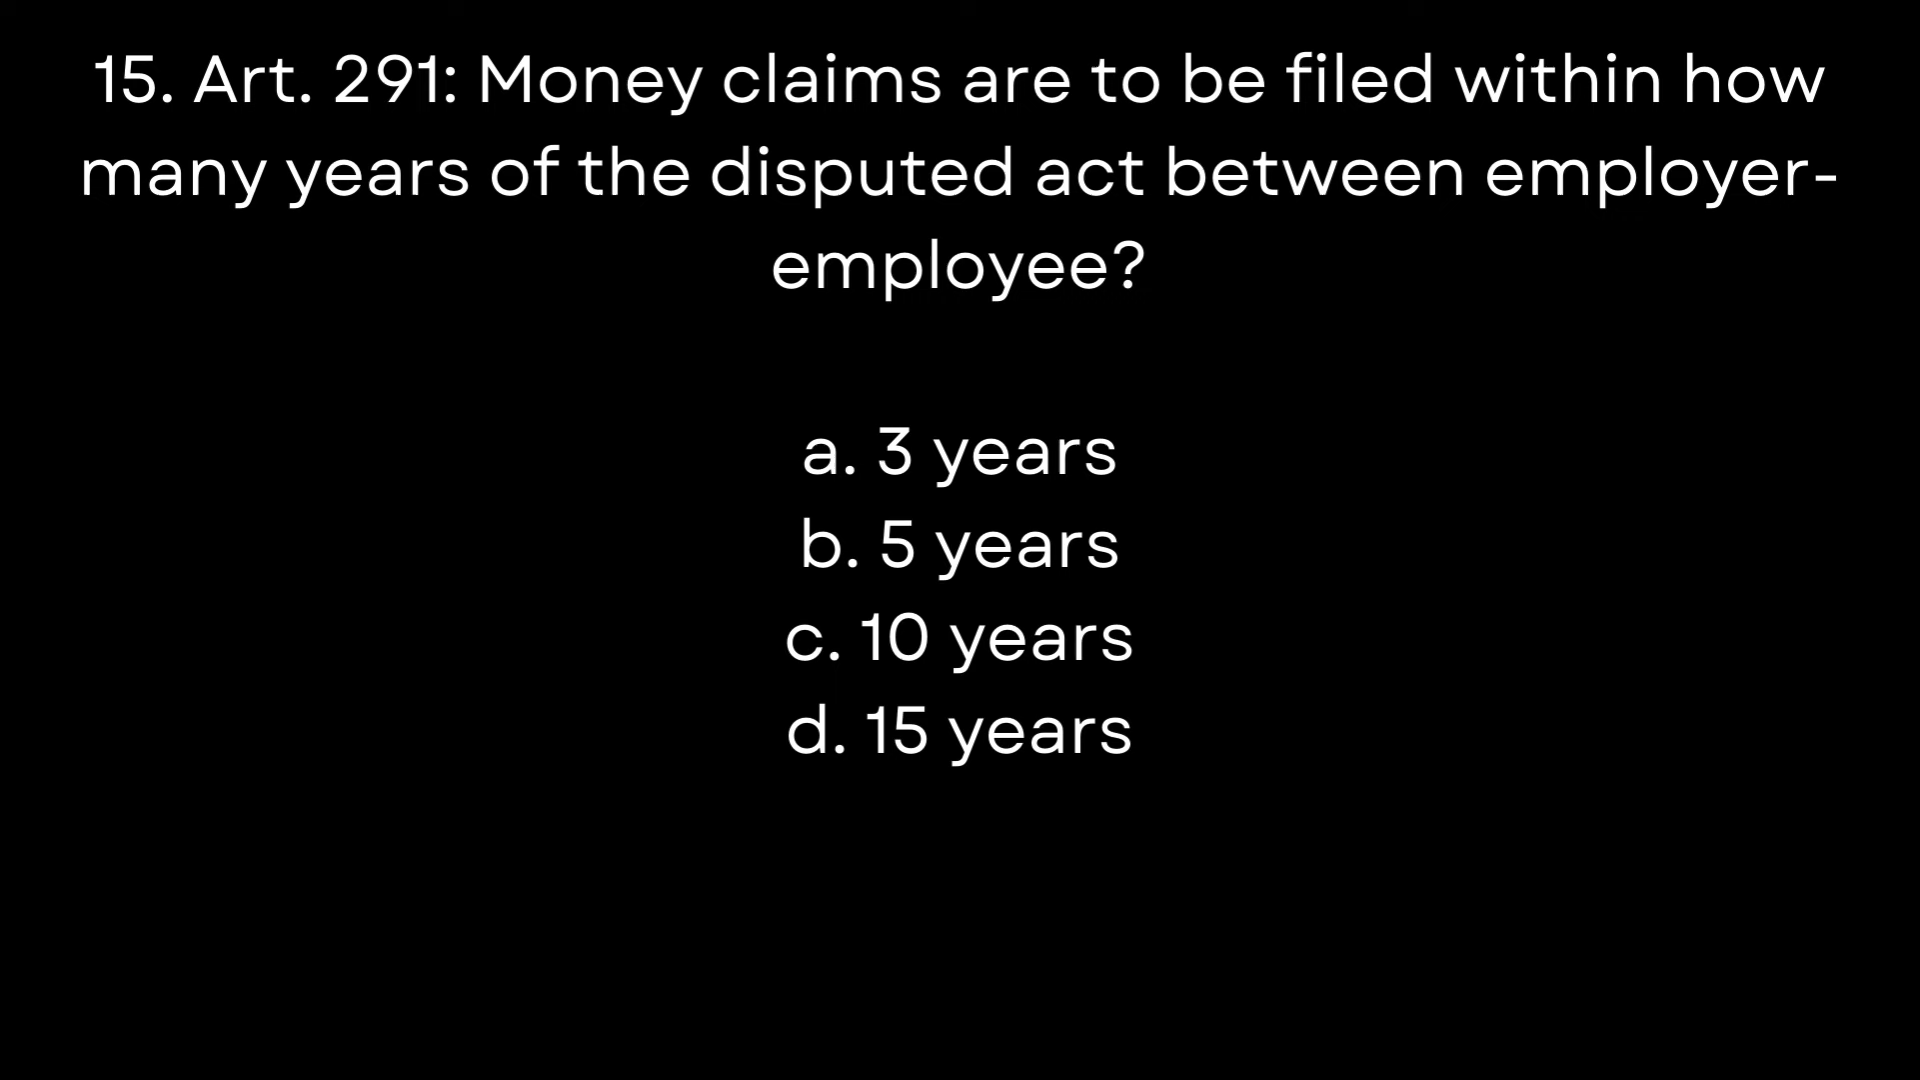 15. Art. 291: Money claims are to be filed within how
many years of the disputed act between employer-
employee?
a. 3 years
b. 5 years
c. 10 years
d. 15 years